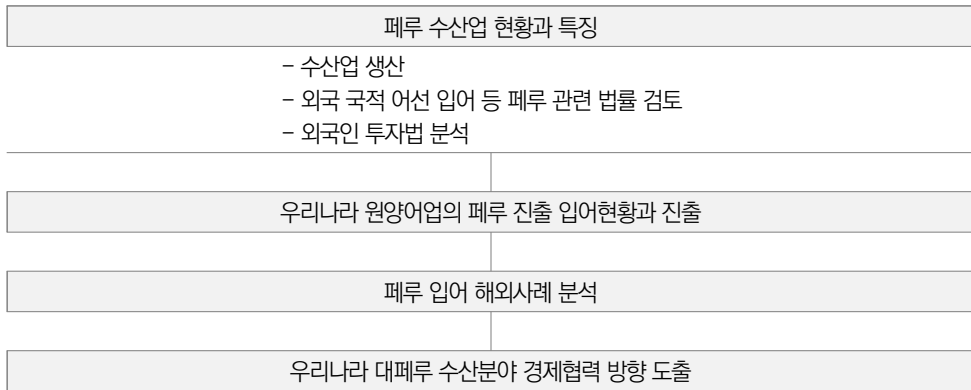 페루 수산업 현황과 특징
- 수산업 생산
- 외국 국적 어선 입어 등 페루 관련 법률 검토
- 외국인 투자법 분석
우리나라 원양어업의 페루 진출 입어현황과 진출
페루 입어 해외사례 분석
우리나라 대페루 수산분야 경제협력 방향 도출